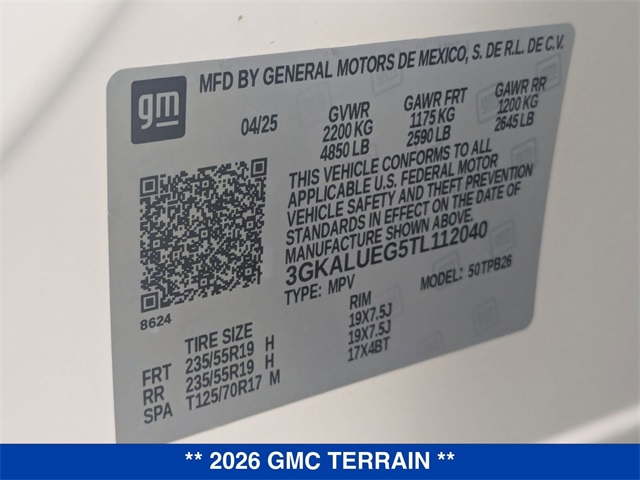 gm
MFD BY GENERAL MOTORS DE MEXICO, S. DE R.L. DE C.V.
04/25 GVWR GAWR FRT GAWR RR
2200 KG 1175 KG 1200 KG
4850 LB 2590 LB 2645 LB
THIS VEHICLE CONFORMS TO ALL
APPLICABLE U.S. FEDERAL MOTOR
VEHICLE SAFETY AND THEFT PREVENTION
STANDARDS IN EFFECT ON THE DATE OF
MANUFACTURE SHOWN ABOVE.
3GKALUEG5TL112040
TYPE: MPV MODEL: 50TPB26
8624
TIRE SIZE RIM
FRT 235/55R19 H 19X7.5J
RR 235/55R19 H 19X7.5J
SPA T125/70R17 M 17X4BT
** 2026 GMC TERRAIN **